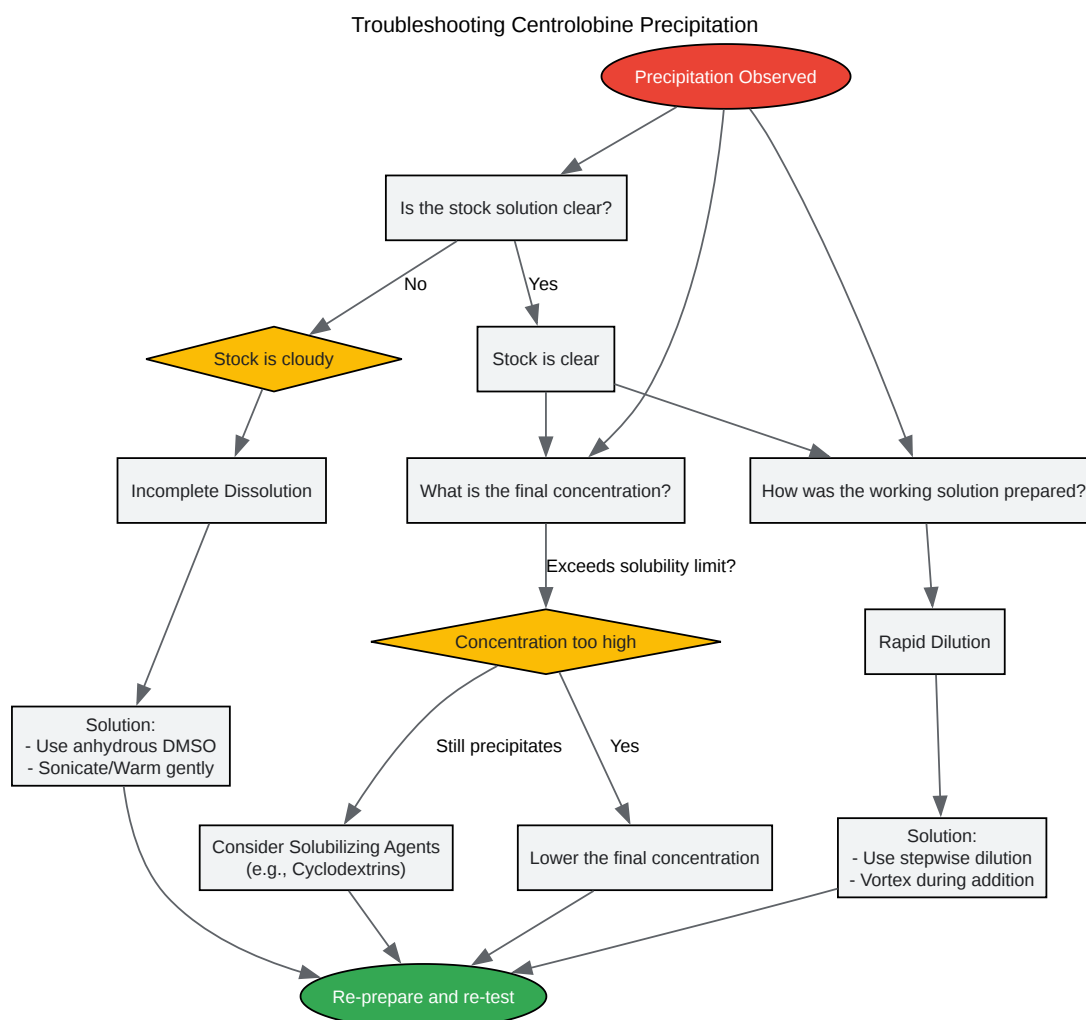 Troubleshooting Centrolobine Precipitation
Precipitation Observed
Is the stock solution clear?
No
Yes
Stock is cloudy
Stock is clear
Incomplete Dissolution
What is the final concentration?
How was the working solution prepared?
Exceeds solubility limit?
Concentration too high
Rapid Dilution
Solution:
- Use anhydrous DMSO
- Sonicate/Warm gently
Still precipitates
Yes
Consider Solubilizing Agents
(e.g., Cyclodextrins)
Lower the final concentration
Solution:
- Use stepwise dilution
- Vortex during addition
Re-prepare and re-test